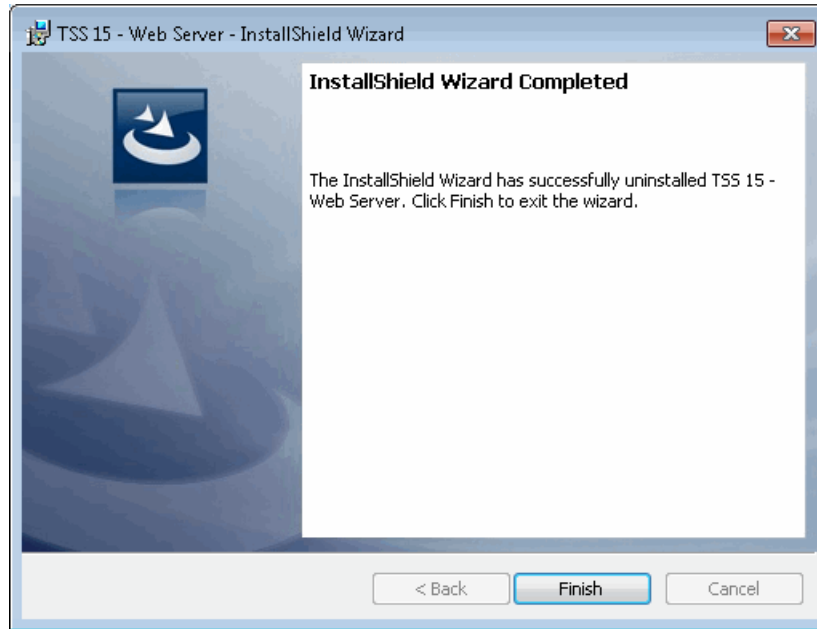 TSS 15 - Web Server - InstallShield Wizard
InstallShield Wizard Completed
The InstallShield Wizard has successfully uninstalled TSS 15 -
Web Server. Click Finish to exit the wizard.
< Back
Finish
Cancel